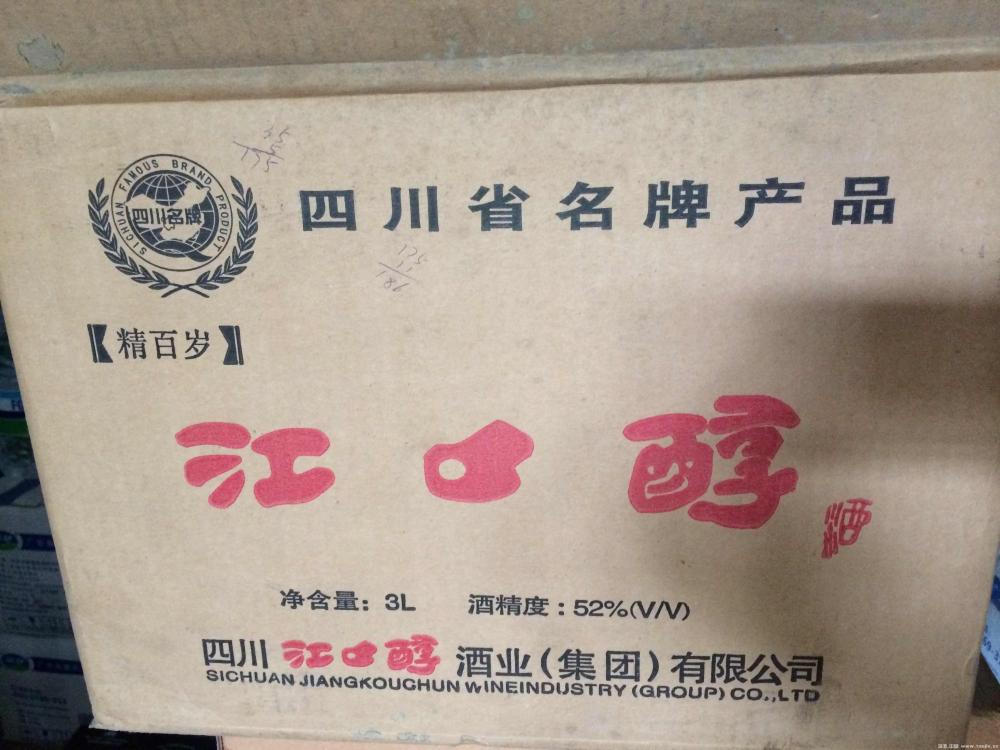 四川省名牌产品
SICHUAN FAMOUS BRAND PRODUCT
四川名牌
【精百岁】
江口醇
酒
净含量：3L 酒精度：52%(V/V)
四川江口醇酒业(集团)有限公司
SICHUAN JIANGKOUCHUN WINEINDUSTRY (GROUP) CO.,LTD